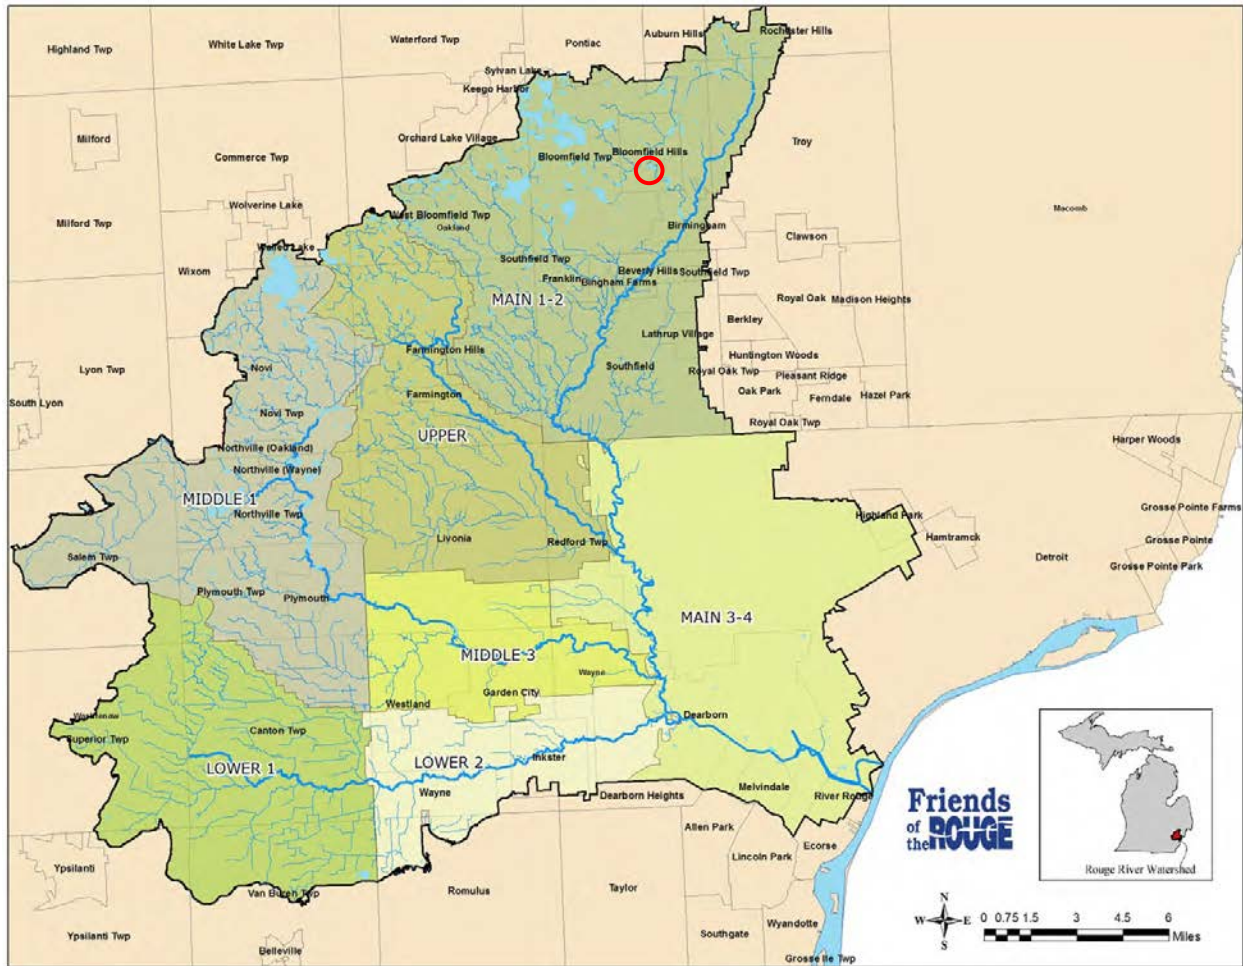 Highland Twp
White Lake Twp
Waterford Twp
Pontiac
Auburn Hills
Rochester Hills
Sylvan Lake
Keego Harbor
Milford
Orchard Lake Village
Commerce Twp
Bloomfield Twp
Bloomfield Hills
Troy
Wolverine Lake
Milford Twp
West Bloomfield Twp
Oakland
Birmingham
Clawson
Macomb
Walled Lake
Wixom
Southfield Twp
Franklin
Bingham Farms
Beverly Hills
Southfield Twp
MAIN 1-2
Royal Oak
Madison Heights
Berkley
Lathrup Village
Farmington Hills
Huntington Woods
Novi
Lyon Twp
Southfield
Royal Oak Twp
Pleasant Ridge
Farmington
Oak Park
Ferndale
Hazel Park
South Lyon
Novi Twp
Royal Oak Twp
UPPER
Northville (Oakland)
Harper Woods
Northville (Wayne)
MIDDLE 1
Northville Twp
Highland Park
Grosse Pointe Farms
Salem Twp
Livonia
Redford Twp
Hamtramck
Detroit
Grosse Pointe
Grosse Pointe Park
Plymouth Twp
Plymouth
MAIN 3-4
MIDDLE 3
Wayne
Garden City
Westland
Washtenaw
Superior Twp
Canton Twp
Dearborn
LOWER 1
LOWER 2
Inkster
Wayne
Dearborn Heights
Melvindale
River Rouge
Allen Park
Ecorse
Lincoln Park
Ypsilanti
Van Buren Twp
Romulus
Taylor
Wyandotte
Southgate
Ypsilanti Twp
Belleville
Grosse Ile Twp
Friends
of
the ROUGE
Rouge River Watershed
N
W E
S
0 0.75 1.5 3 4.5 6
Miles